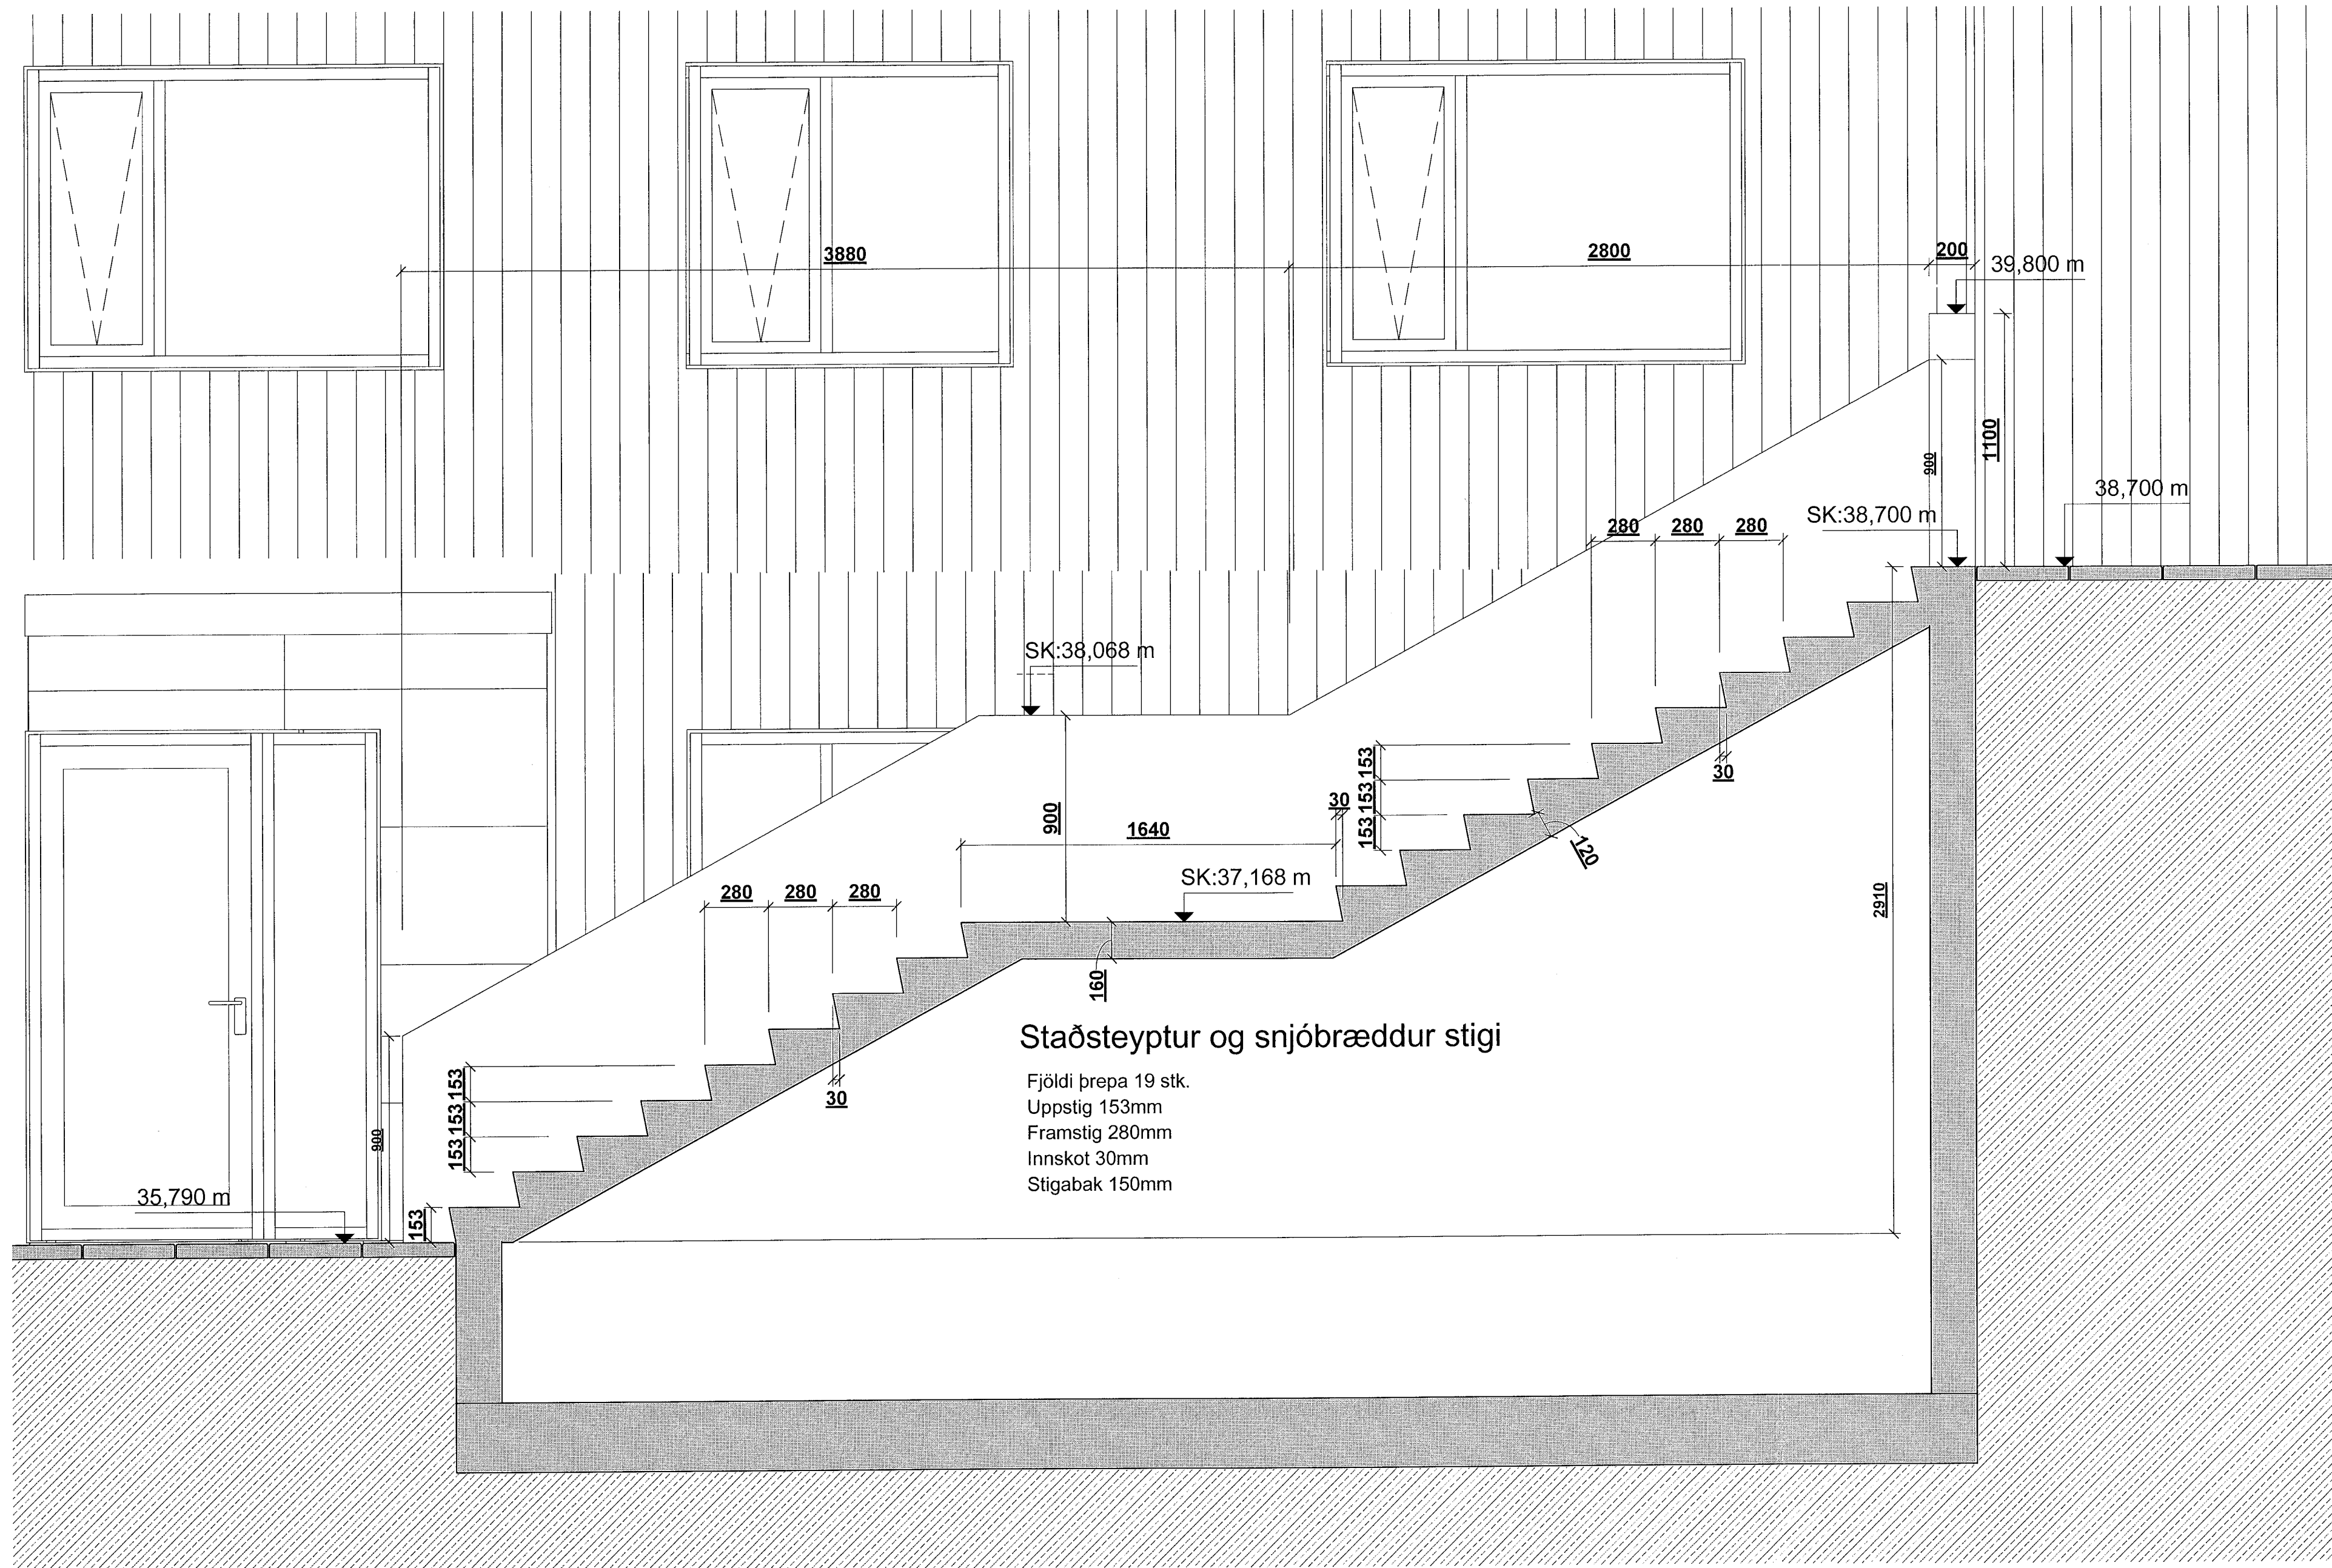 3880
2800
200
39,800 m
1100
900
38,700 m
SK:38,700 m
280
280
280
SK:38,068 m
153
153
153
30
30
900
1640
120
SK:37,168 m
2910
280
280
280
160
Staðsteyptur og snjóbræddur stigi
Fjöldi þrepa 19 stk.
Uppstig 153mm
Framstig 280mm
Innskot 30mm
Stigabak 150mm
153
153
153
30
900
35,790 m
153